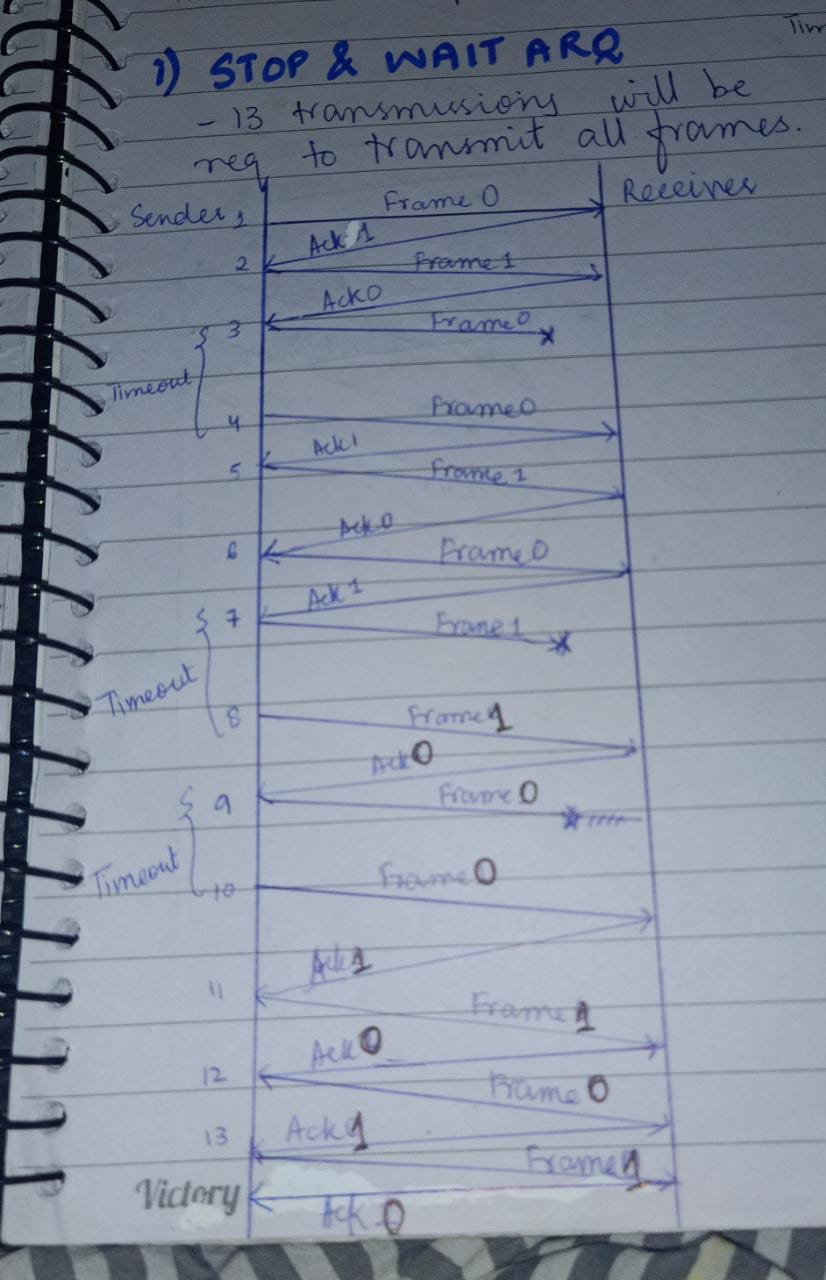 Tim
1) STOP & WAIT ARQ
- 13 transmissions will be
req to transmit all frames.
Sender Receiver
1 Frame 0
Ack 1
2 Frame 1
Ack 0
3 Frame 0
Timeout
4 Frame 0
Ack 1
5 Frame 1
Ack 0
6 Frame 0
Ack 1
7 Frame 1
Timeout
8 Frame 1
Ack 0
9 Frame 0
Timeout
10 Frame 0
Ack 1
11 Frame 1
Ack 0
12 Frame 0
13 Ack 1
Frame 1
Victory
Ack 0